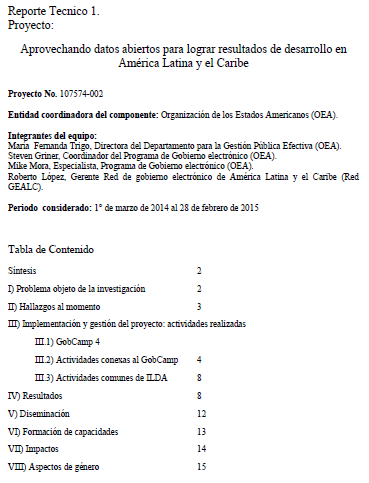 Reporte Tecnico 1.
Proyecto:
Aprovechando datos abiertos para lograr resultados de desarrollo en
América Latina y el Caribe
Proyecto No. 107574-002
Entidad coordinadora del componente: Organización de los Estados Americanos (OEA).
Integrantes del equipo:
María Fernanda Trigo, Directora del Departamento para la Gestión Pública Efectiva (OEA).
Steven Griner, Coordinador del Programa de Gobierno electrónico (OEA).
Mike Mora, Especialista, Programa de Gobierno electrónico (OEA).
Roberto López, Gerente Red de gobierno electrónico de América Latina y el Caribe (Red
GEALC).
Periodo considerado: 1° de marzo de 2014 al 28 de febrero de 2015
Tabla de Contenido
Síntesis 2
I) Problema objeto de la investigación 2
II) Hallazgos al momento 3
III) Implementación y gestión del proyecto: actividades realizadas
III.1) GobCamp 4
III.2) Actividades conexas al GobCamp 4
III.3) Actividades comunes de ILDA 8
IV) Resultados 8
V) Diseminación 12
VI) Formación de capacidades 13
VII) Impactos 14
VIII) Aspectos de género 15